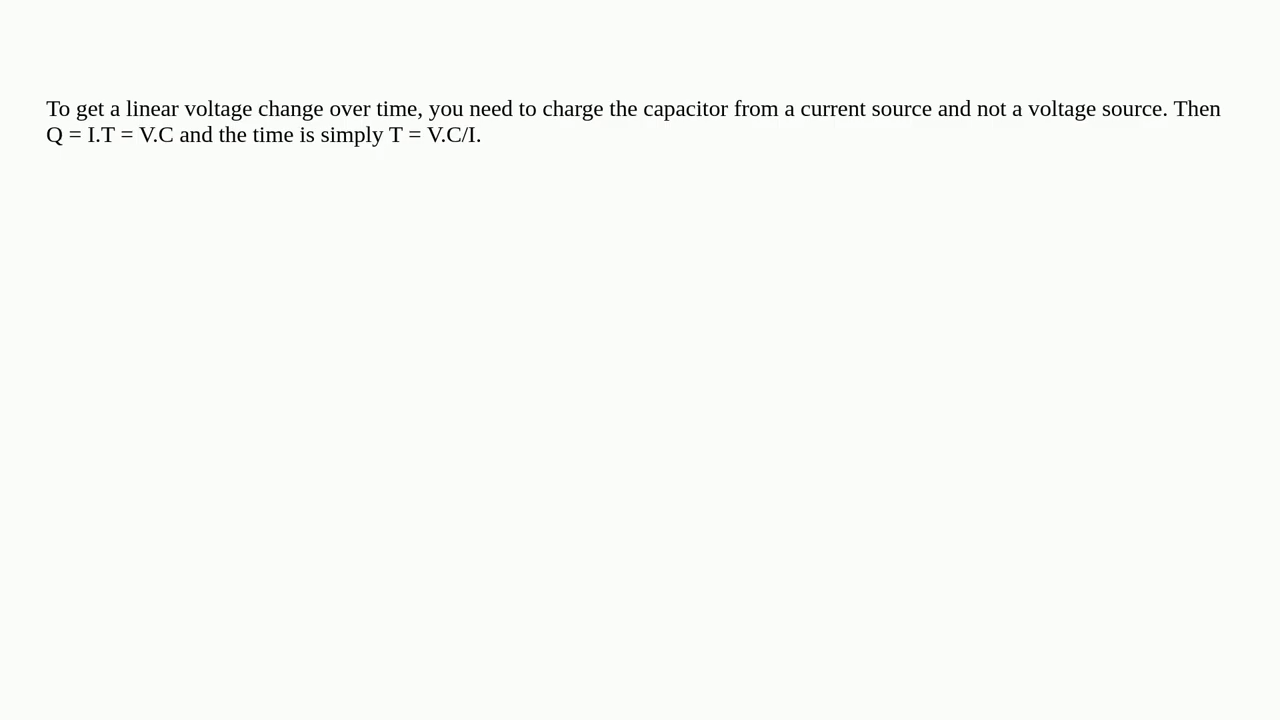 To get a linear voltage change over time, you need to charge the capacitor from a current source and not a voltage source. Then
Q = I.T = V.C and the time is simply T = V.C/I.